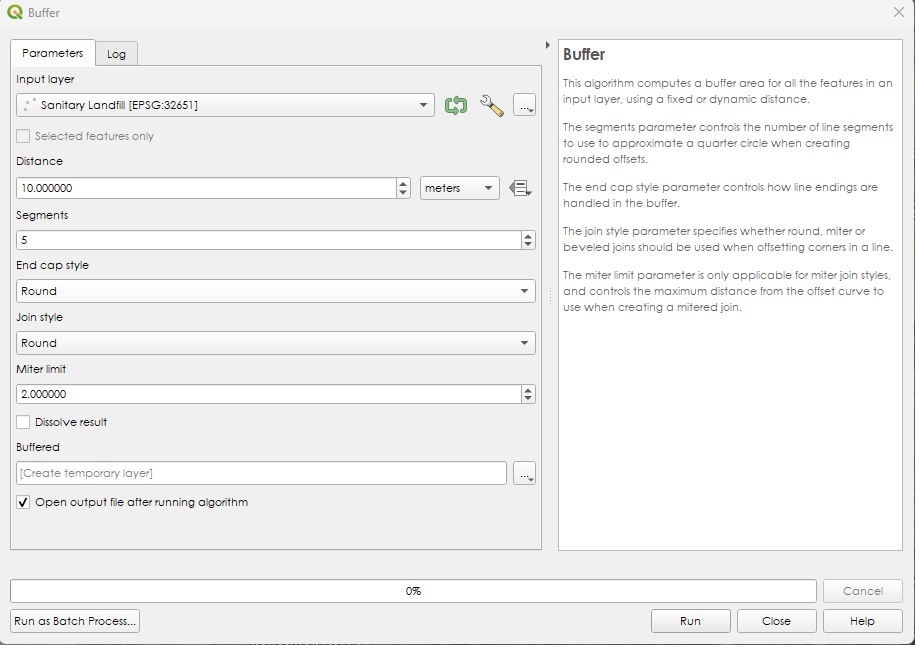 Buffer
Parameters
Log
Input layer
Sanitary Landfill [EPSG:32651]
...
Selected features only
Distance
10.000000
meters
Segments
5
End cap style
Round
Join style
Round
Miter limit
2.000000
Dissolve result
Buffered
[Create temporary layer]
...
Open output file after running algorithm
Buffer
This algorithm computes a buffer area for all the features in an
input layer, using a fixed or dynamic distance.
The segments parameter controls the number of line segments
to use to approximate a quarter circle when creating
rounded offsets.
The end cap style parameter controls how line endings are
handled in the buffer.
The join style parameter specifies whether round, miter or
beveled joins should be used when offsetting corners in a line.
The miter limit parameter is only applicable for miter join styles,
and controls the maximum distance from the offset curve to
use when creating a mitered join.
0%
Cancel
Run as Batch Process...
Run
Close
Help